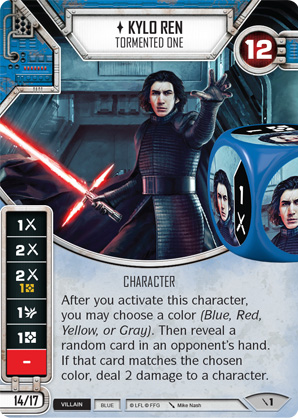 KYLO REN
TORMENTED ONE
12
1
2
2
1
1
1
-
CHARACTER
After you activate this character,
you may choose a color (Blue, Red,
Yellow, or Gray). Then reveal a
random card in an opponent's hand.
If that card matches the chosen
color, deal 2 damage to a character.
14/17
VILLAIN
BLUE
© LFL © FFG
Mike Nash
1